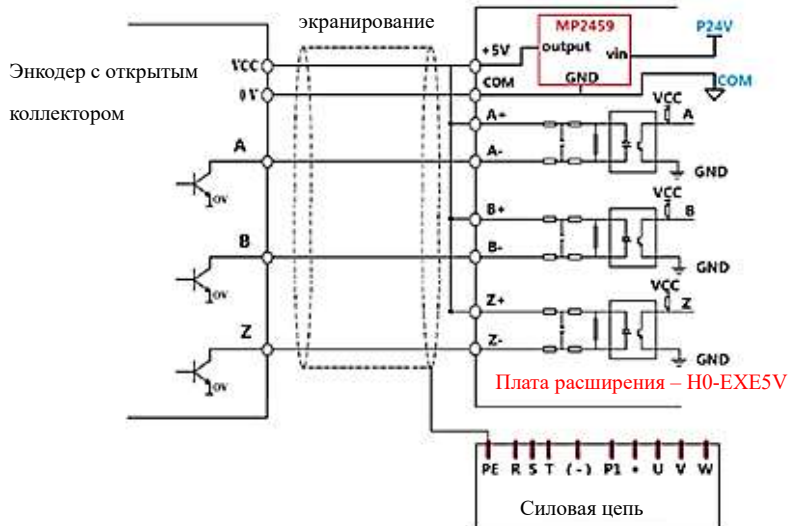 экранирование
MP2459
output
vin
GND
P24V
COM
Энкодер с открытым
коллектором
VCC
0V
+5V
COM
A
0V
A+
A-
VCC
A
GND
B
0V
B+
B-
VCC
B
GND
Z
0V
Z+
Z-
VCC
Z
GND
Плата расширения – H0-EXE5V
PE R S T (-) P1 + U V W
Силовая цепь